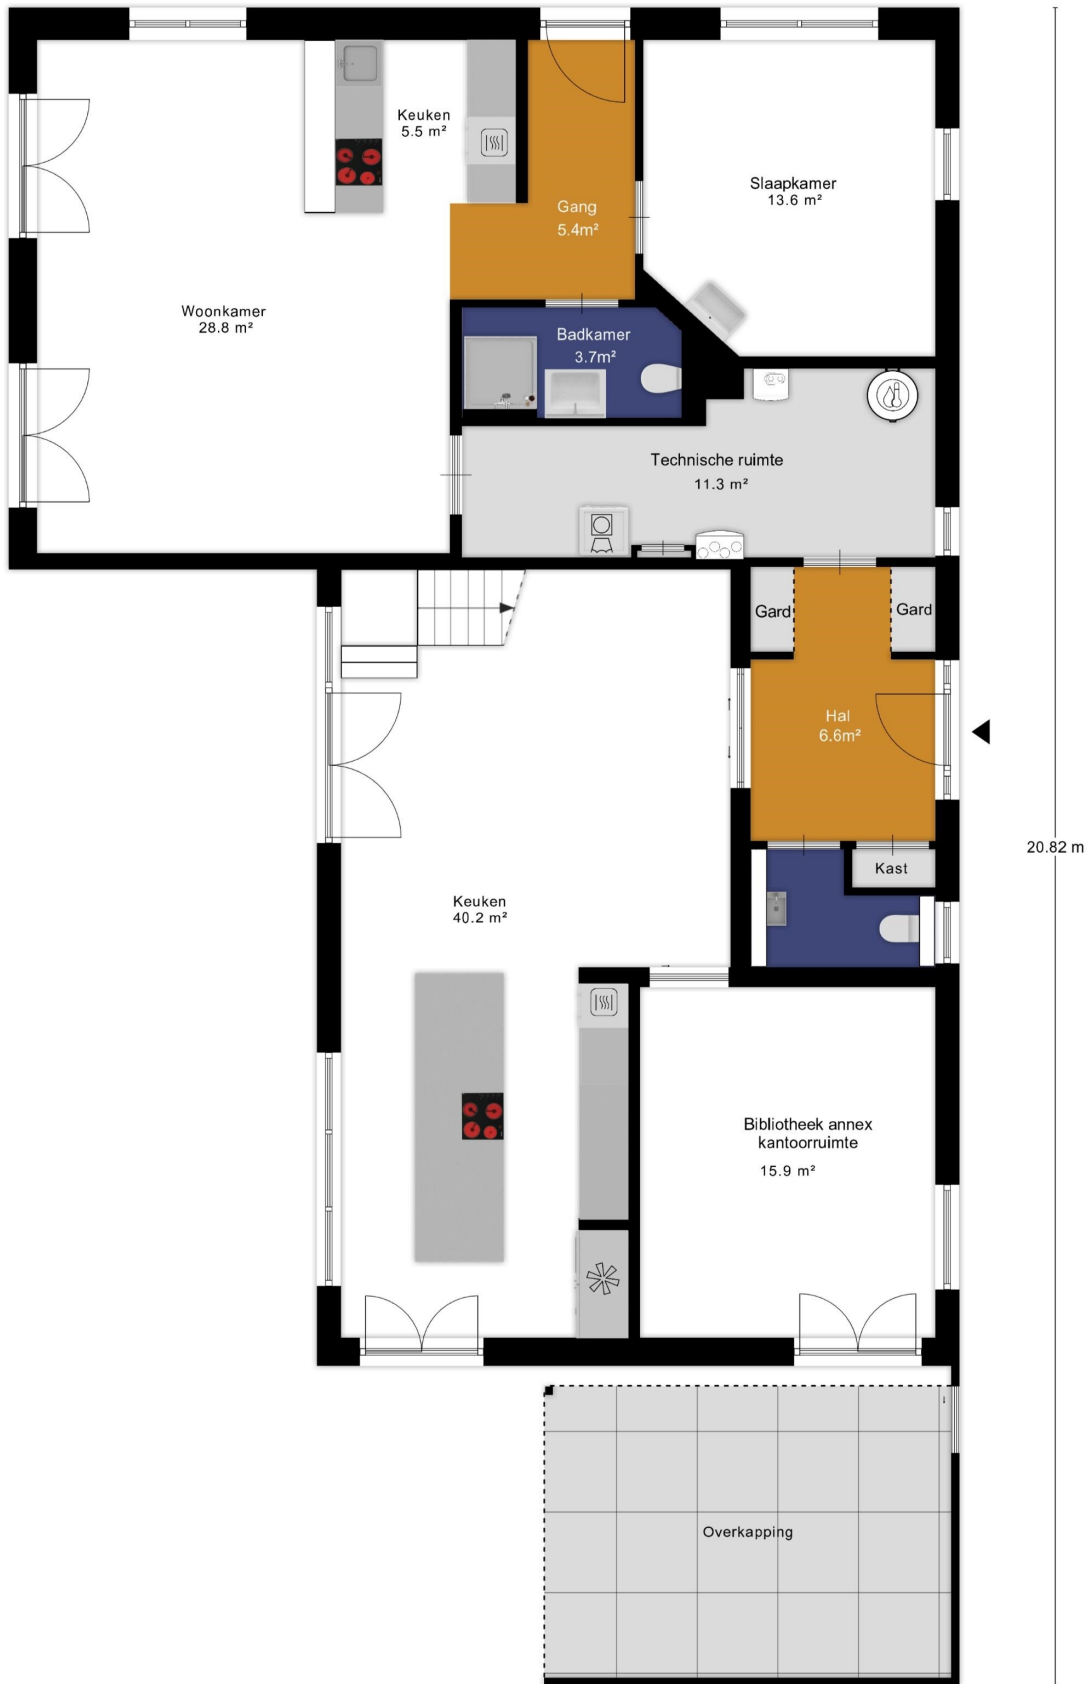 Keuken
5.5 m²
Slaapkamer
13.6 m²
Gang
5.4m²
Woonkamer
28.8 m²
Badkamer
3.7m²
Technische ruimte
11.3 m²
Gard
Gard
Hal
6.6m²
20.82 m
Kast
Keuken
40.2 m²
Bibliotheek annex
kantoorruimte
15.9 m²
Overkapping